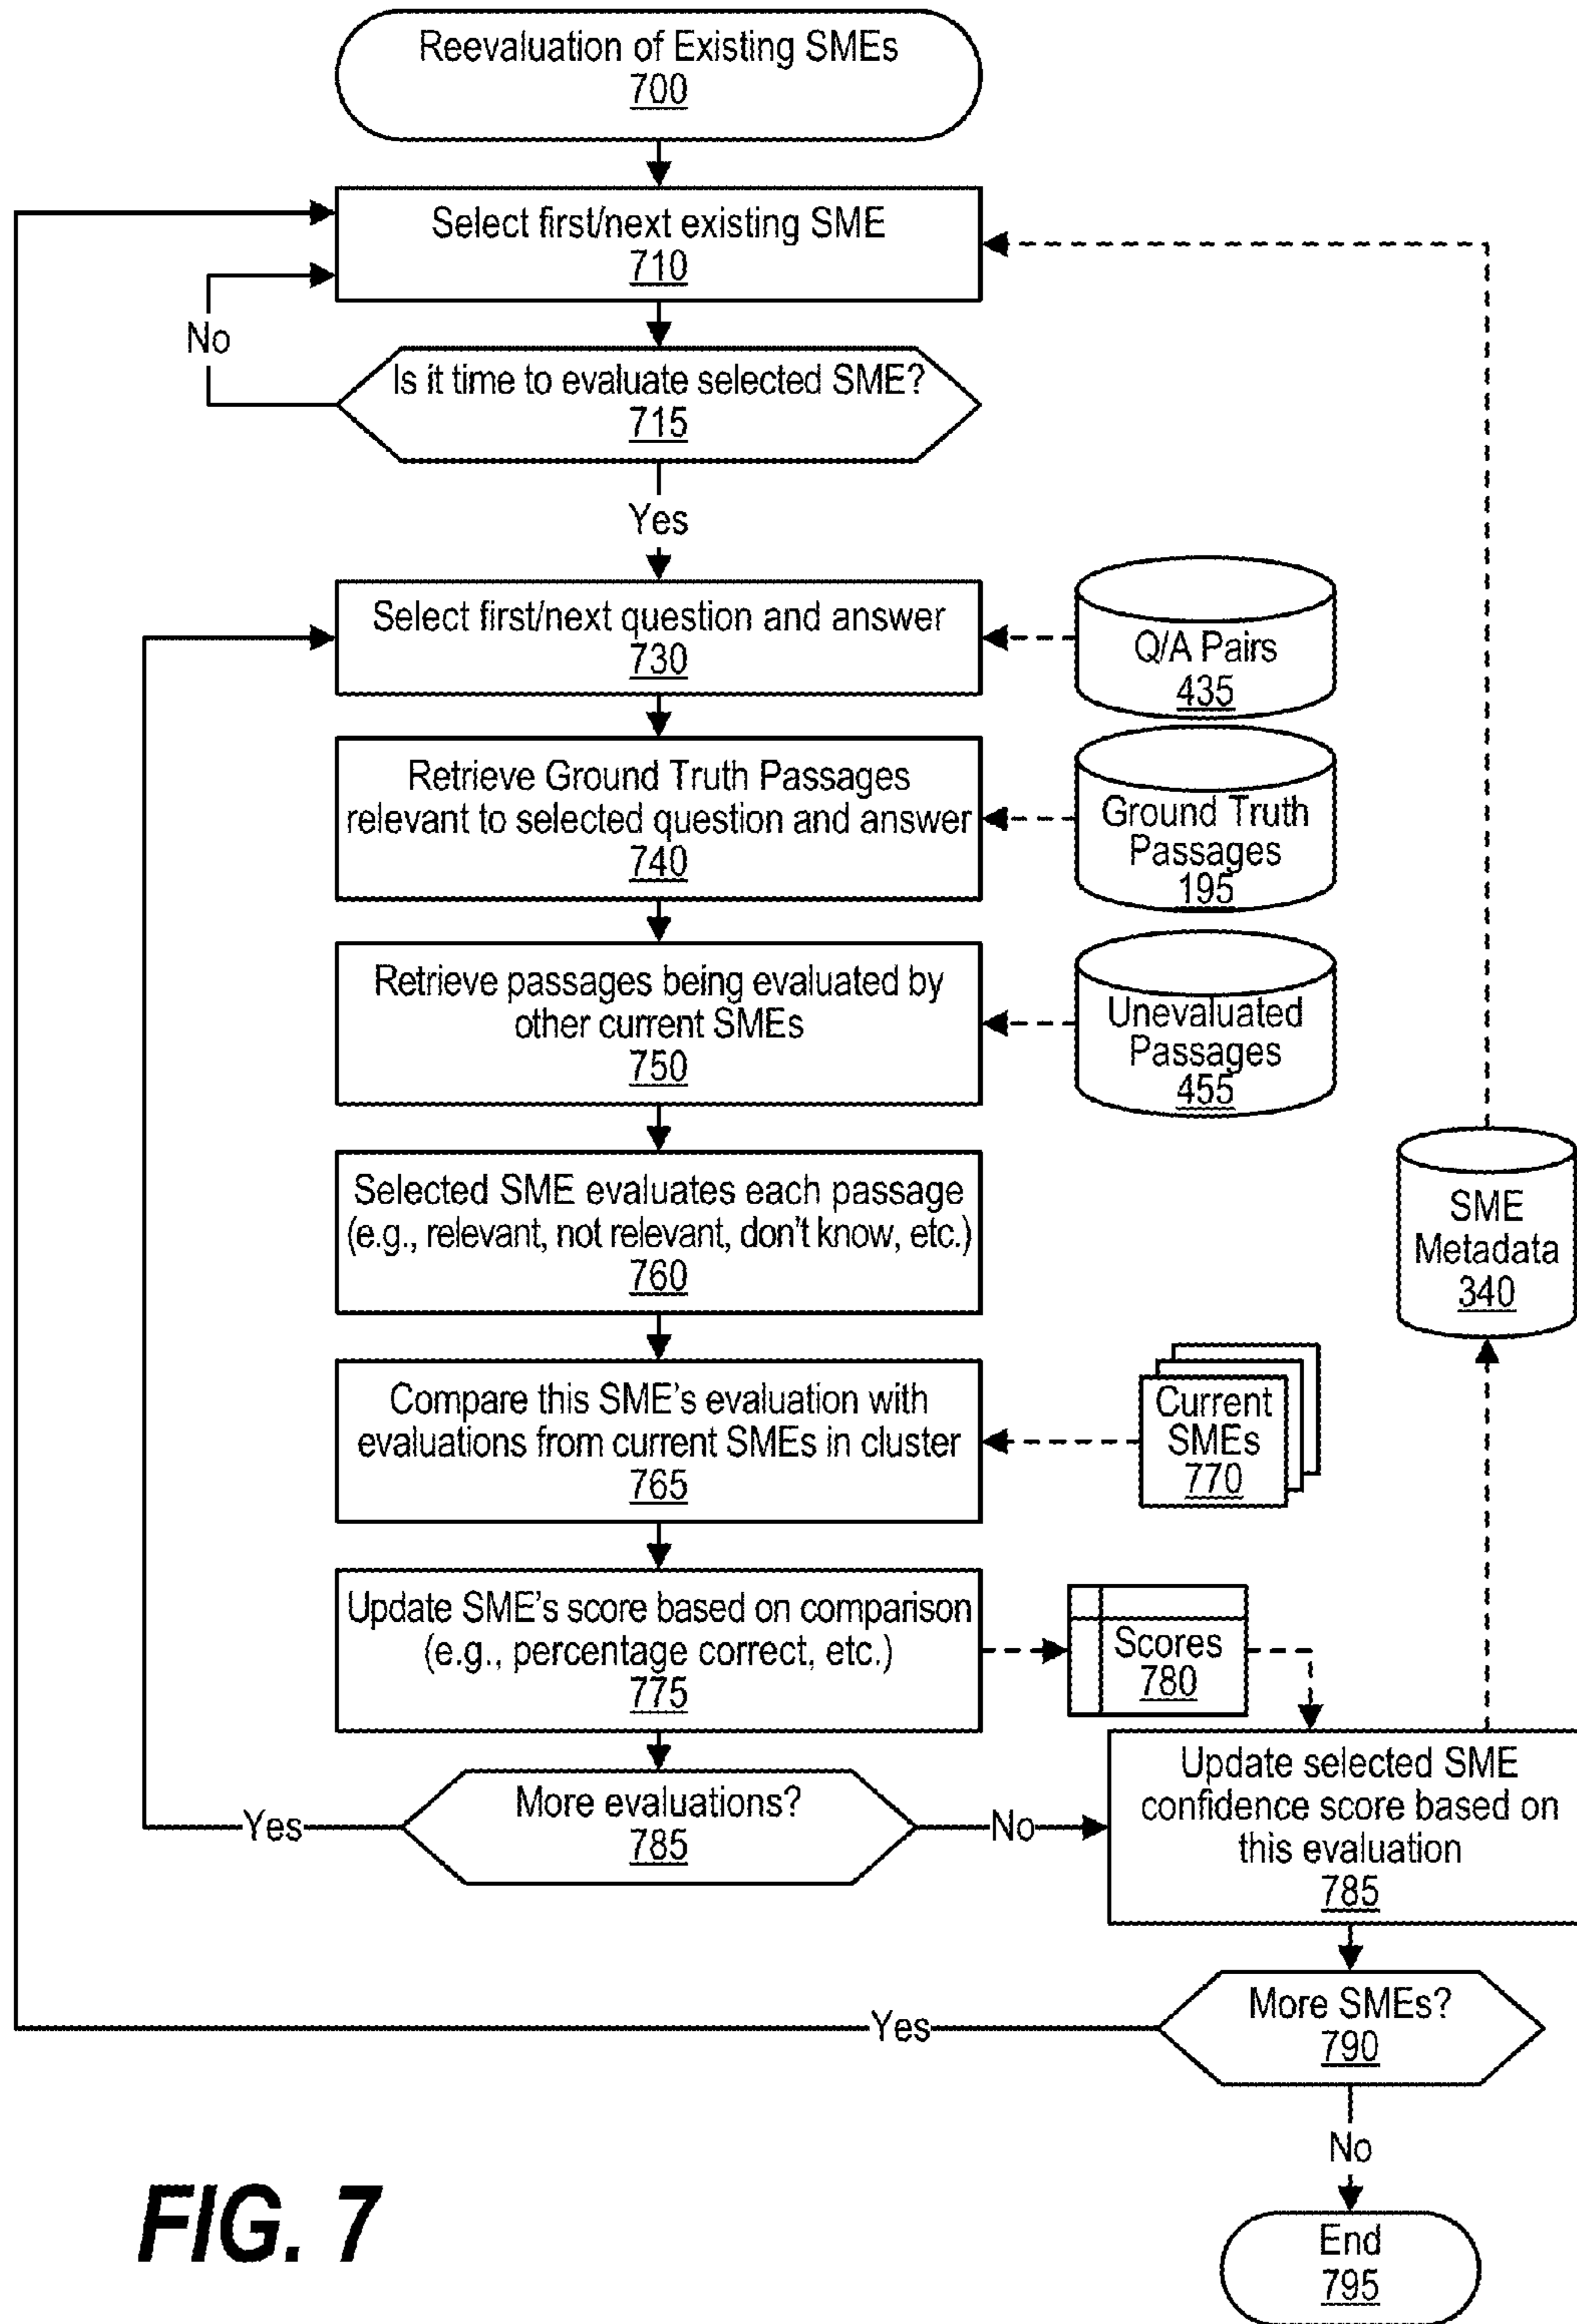 Reevaluation of Existing SMEs
700
Select first/next existing SME
710
No
Is it time to evaluate selected SME?
715
Yes
Select first/next question and answer
730
Q/A Pairs
435
Retrieve Ground Truth Passages
relevant to selected question and answer
740
Ground Truth
Passages
195
Retrieve passages being evaluated by
other current SMEs
750
Unevaluated
Passages
455
Selected SME evaluates each passage
(e.g., relevant, not relevant, don't know, etc.)
760
SME
Metadata
340
Compare this SME's evaluation with
evaluations from current SMEs in cluster
765
Current
SMEs
770
Update SME's score based on comparison
(e.g., percentage correct, etc.)
775
Scores
780
More evaluations?
785
Yes
No
Update selected SME
confidence score based on
this evaluation
785
More SMEs?
790
Yes
No
End
795
FIG. 7